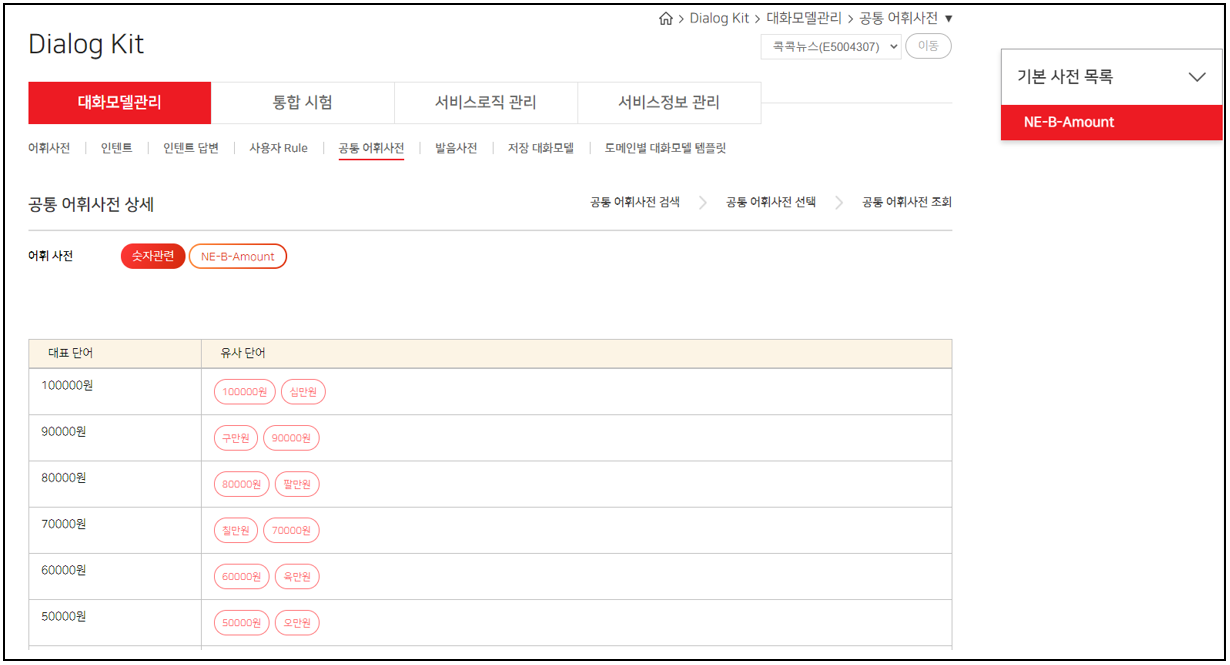 Dialog Kit > 대화모델관리 > 공통 어휘사전 ▼
Dialog Kit
콕콕뉴스(E5004307) 이동
기본 사전 목록
NE-B-Amount
대화모델관리 통합 시험 서비스로직 관리 서비스정보 관리
어휘사전 | 인텐트 | 인텐트 답변 | 사용자 Rule | 공통 어휘사전 | 발음사전 | 저장 대화모델 | 도메인별 대화모델 템플릿
공통 어휘사전 상세
공통 어휘사전 검색 > 공통 어휘사전 선택 > 공통 어휘사전 조회
어휘 사전 숫자관련 NE-B-Amount
대표 단어 유사 단어
100000원 100000원 십만원
90000원 구만원 90000원
80000원 80000원 팔만원
70000원 칠만원 70000원
60000원 60000원 육만원
50000원 50000원 오만원